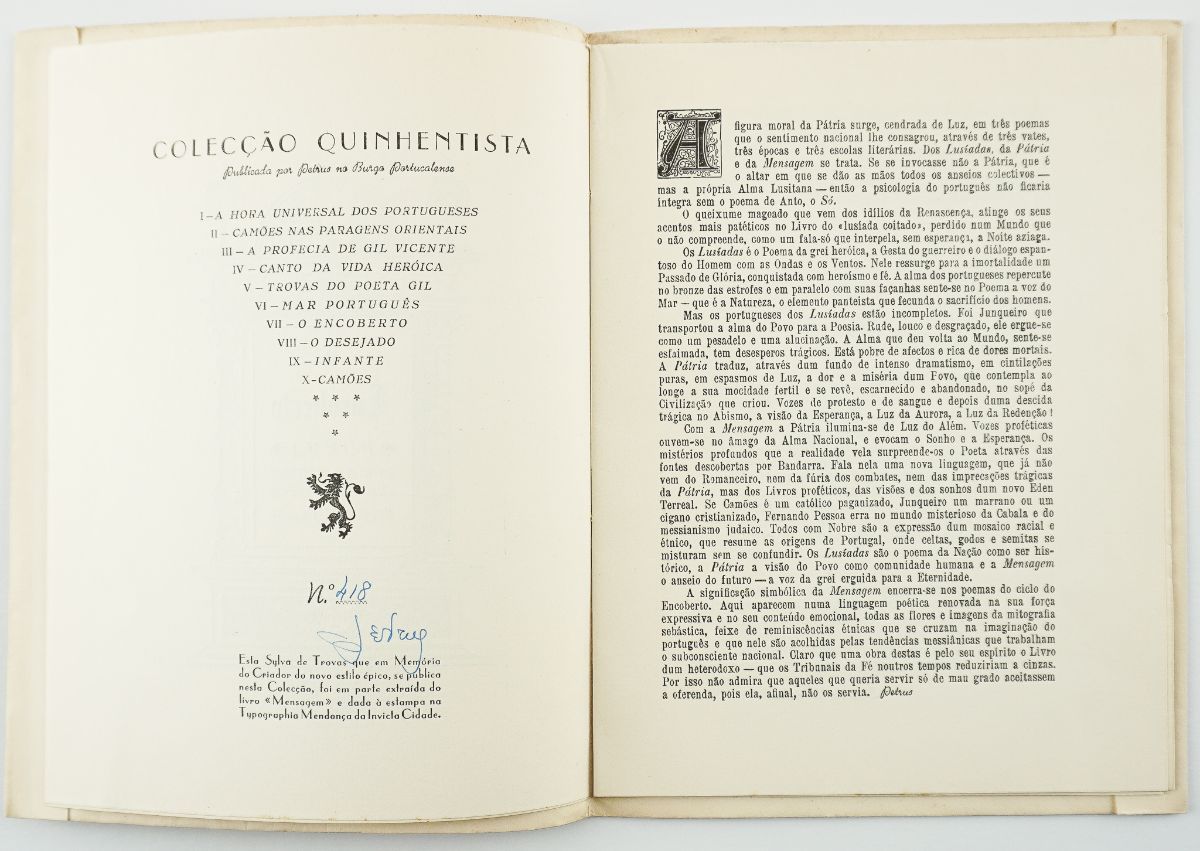 COLECÇÃO QUINHENTISTA
Publicada por Petrus no Burgo Portucalense
I – A HORA UNIVERSAL DOS PORTUGUESES
II – CAMÕES NAS PARAGENS ORIENTAIS
III – A PROFECIA DE GIL VICENTE
IV – CANTO DA VIDA HERÓICA
V – TROVAS DO POETA GIL
VI – MAR PORTUGUÊS
VII – O ENCOBERTO
VIII – O DESEJADO
IX – INFANTE
X - CAMÕES
* * *
* *
*
N.º 418
Petrus
Esta Sylva de Trovas que em Memória
do Criador do novo estilo épico, se publica
nesta Colecção, foi em parte extraída do
livro «Mensagem» e dada à estampa na
Typographia Mendonça da Invicta Cidade.
A figura moral da Pátria surge, cendrada de Luz, em três poemas
que o sentimento nacional lhe consagrou, através de três vates,
três épocas e três escolas literárias. Dos Lusíadas, da Pátria
e da Mensagem se trata. Se se invocasse não a Pátria, que é
o altar em que se dão as mãos todos os anseios colectivos —
mas a própria Alma Lusitana — então a psicologia do português não ficaria
íntegra sem o poema de Anto, o Só.
O queixume mageado que vem dos idílios da Renascença, atinge os seus
acentos mais patéticos no Livro do «lusíada coitado», perdido num Mundo que
o não compreende, como um fala-só que interpela, sem esperança, a Noite aziaga.
Os Lusíadas é o Poema da grei heróica, a Gesta do guerreiro e o diálogo espan-
toso do Homem com as Ondas e os Ventos. Nele ressurge para a imortalidade um
Passado de Glória, conquistada com heroísmo e fé. A alma dos portugueses repercute
no bronze das estrofes e em paralelo com suas façanhas sente-se no Poema a voz do
Mar — que é a Natureza, o elemento panteista que fecunda o sacrifício dos homens.
Mas os portugueses dos Lusíadas estão incompletos. Foi Junqueiro que
transportou a alma do Povo para a Poesia. Rude, louco e desgraçado, ele ergue-se
como um pesadelo e uma alucinação. A Alma que deu volta ao Mundo, sente-se
esfaimada, tem desesperos trágicos. Está pobre de afectos e rica de dores mortais.
A Pátria traduz, através dum fundo de intenso dramatismo, em cintilações
puras, em espasmos de Luz, a dor e a miséria dum Povo, que contempla ao
longe a sua mocidade fertil e se revê, escarnecido e abandonado, no sopé da
Civilização que criou. Vozes de protesto e de sangue e depois duma descida
trágica no Abismo, a visão da Esperança, a Luz da Aurora, a Luz da Redenção !
Com a Mensagem a Pátria ilumina-se de Luz do Além. Vozes proféticas
ouvem-se no âmago da Alma Nacional, e evocam o Sonho e a Esperança. Os
mistérios profundos que a realidade vela surpreende-os o Poeta através das
fontes descobertas por Bandarra. Fala nela uma nova linguagem, que já não
vem do Romanceiro, nem da fúria dos combates, nem das imprecações trágicas
da Pátria, mas dos Livros proféticos, das visões e dos sonhos dum novo Eden
Terreal. Se Camões é um católico paganizado, Junqueiro um marrano ou um
cigano cristianizado, Fernando Pessoa erra no mundo misterioso da Cabala e do
messianismo judaico. Todos com Nobre são a expressão dum mosaico racial e
étnico, que resume as origens de Portugal, onde celtas, godos e semitas se
misturam sem se confundir. Os Lusíadas são o poema da Nação como ser his-
tórico, a Pátria a visão do Povo como comunidade humana e a Mensagem
o anseio do futuro — a voz da grei erguida para a Eternidade.
A significação simbólica da Mensagem encerra-se nos poemas do ciclo do
Encoberto. Aqui aparecem numa linguagem poética renovada na sua força
expressiva e no seu conteúdo emocional, todas as flores e imagens da mitografia
sebástica, feixe de reminiscências étnicas que se cruzam na imaginação do
português e que nele são acolhidas pelas tendências messiânicas que trabalham
o subconsciente nacional. Claro que uma obra destas é pelo seu espírito o Livro
dum heterodoxo — que os Tribunais da Fé noutros tempos reduziriam a cinzas.
Por isso não admira que aqueles que queria servir só de mau grado aceitassem
a oferenda, pois ela, afinal, não os servia. Petrus